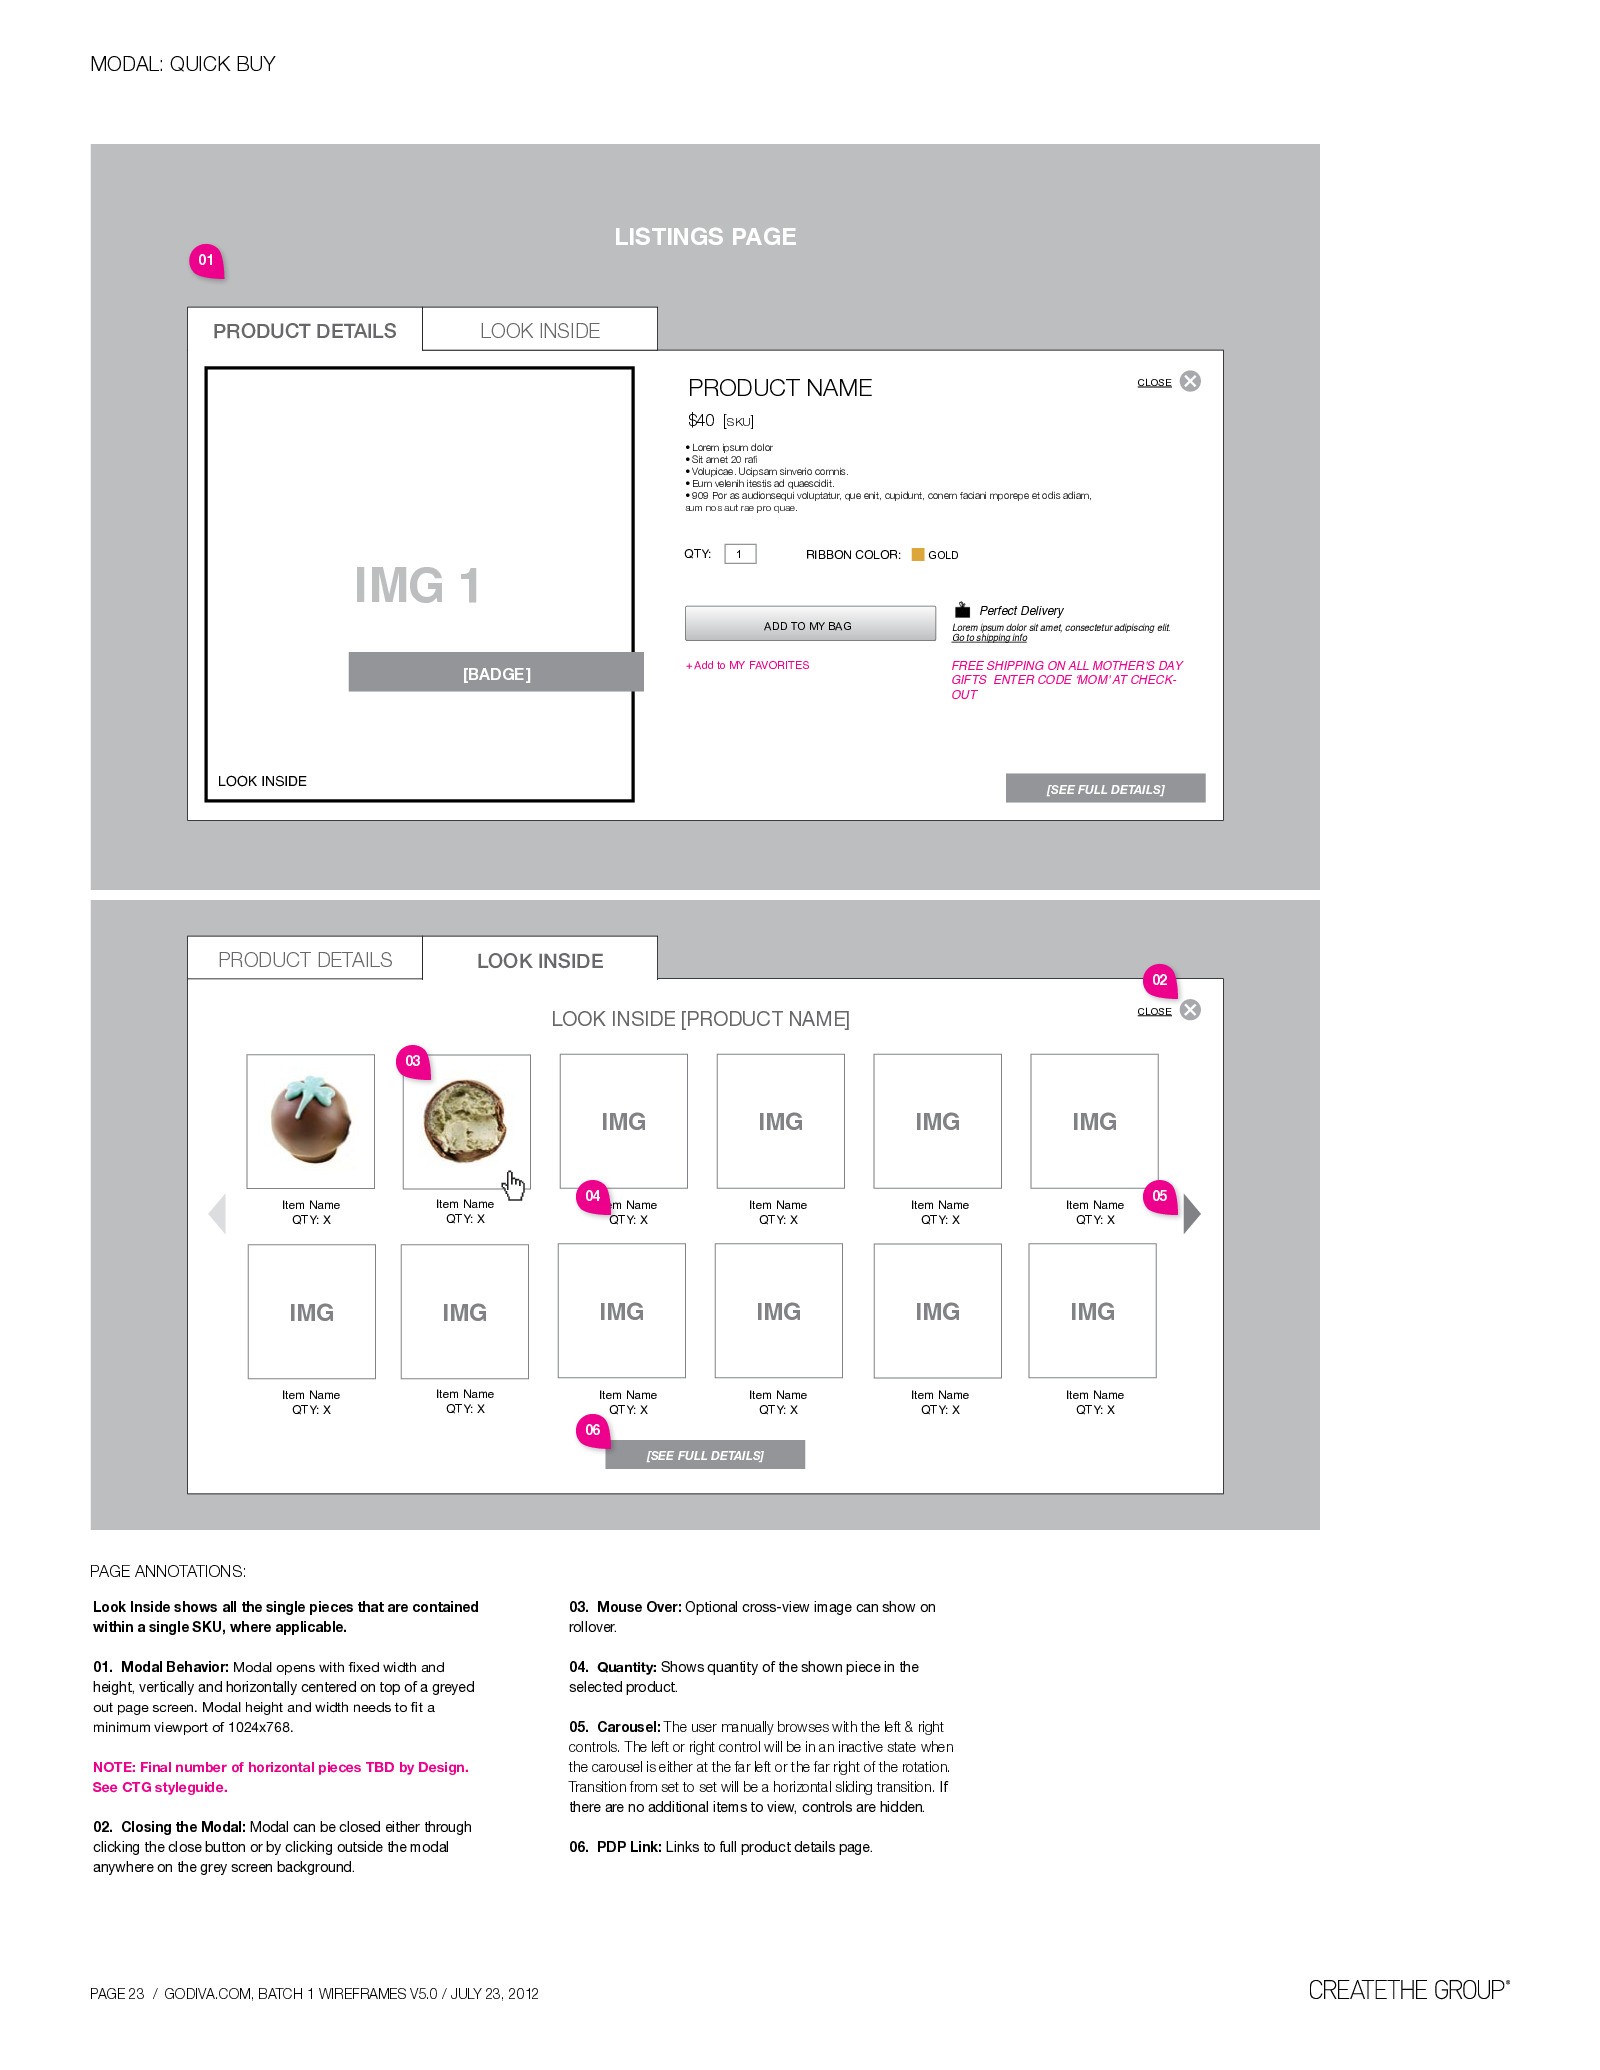 MODAL: QUICK BUY
LISTINGS PAGE
01
PRODUCT DETAILS
LOOK INSIDE
PRODUCT NAME
CLOSE
$40 [SKU]
• Lorem ipsum dolor
• Sit amet 20 rafi
• Volupicae. Ucipsam sinverio comnis.
• Eum velenih itestis ad quaescidit.
• 909 Por as audionsequi voluptatur, que enit, cupidunt, conem faciani mporepe et odis adiam,
sum nos aut rae pro quae.
IMG 1
QTY: 1 RIBBON COLOR: GOLD
ADD TO MY BAG
Perfect Delivery
Lorem ipsum dolor sit amet, consectetur adipiscing elit.
Go to shipping info
[BADGE]
+ Add to MY FAVORITES
FREE SHIPPING ON ALL MOTHER'S DAY
GIFTS ENTER CODE 'MOM' AT CHECK-
OUT
LOOK INSIDE
[SEE FULL DETAILS]
PRODUCT DETAILS
LOOK INSIDE
02
CLOSE
LOOK INSIDE [PRODUCT NAME]
03
IMG IMG IMG IMG
04
05
Item Name Item Name em Name Item Name Item Name Item Name
QTY: X QTY: X QTY: X QTY: X QTY: X QTY: X
IMG IMG IMG IMG IMG IMG
Item Name Item Name Item Name Item Name Item Name Item Name
QTY: X QTY: X QTY: X QTY: X QTY: X QTY: X
06
[SEE FULL DETAILS]
PAGE ANNOTATIONS:
Look Inside shows all the single pieces that are contained
within a single SKU, where applicable.
01. Modal Behavior: Modal opens with fixed width and
height, vertically and horizontally centered on top of a greyed
out page screen. Modal height and width needs to fit a
minimum viewport of 1024x768.
NOTE: Final number of horizontal pieces TBD by Design.
See CTG styleguide.
02. Closing the Modal: Modal can be closed either through
clicking the close button or by clicking outside the modal
anywhere on the grey screen background.
03. Mouse Over: Optional cross-view image can show on
rollover.
04. Quantity: Shows quantity of the shown piece in the
selected product.
05. Carousel: The user manually browses with the left & right
controls. The left or right control will be in an inactive state when
the carousel is either at the far left or the far right of the rotation.
Transition from set to set will be a horizontal sliding transition. If
there are no additional items to view, controls are hidden.
06. PDP Link: Links to full product details page.
PAGE 23 / GODIVA.COM, BATCH 1 WIREFRAMES V5.0 / JULY 23, 2012
CREATETHE GROUP®